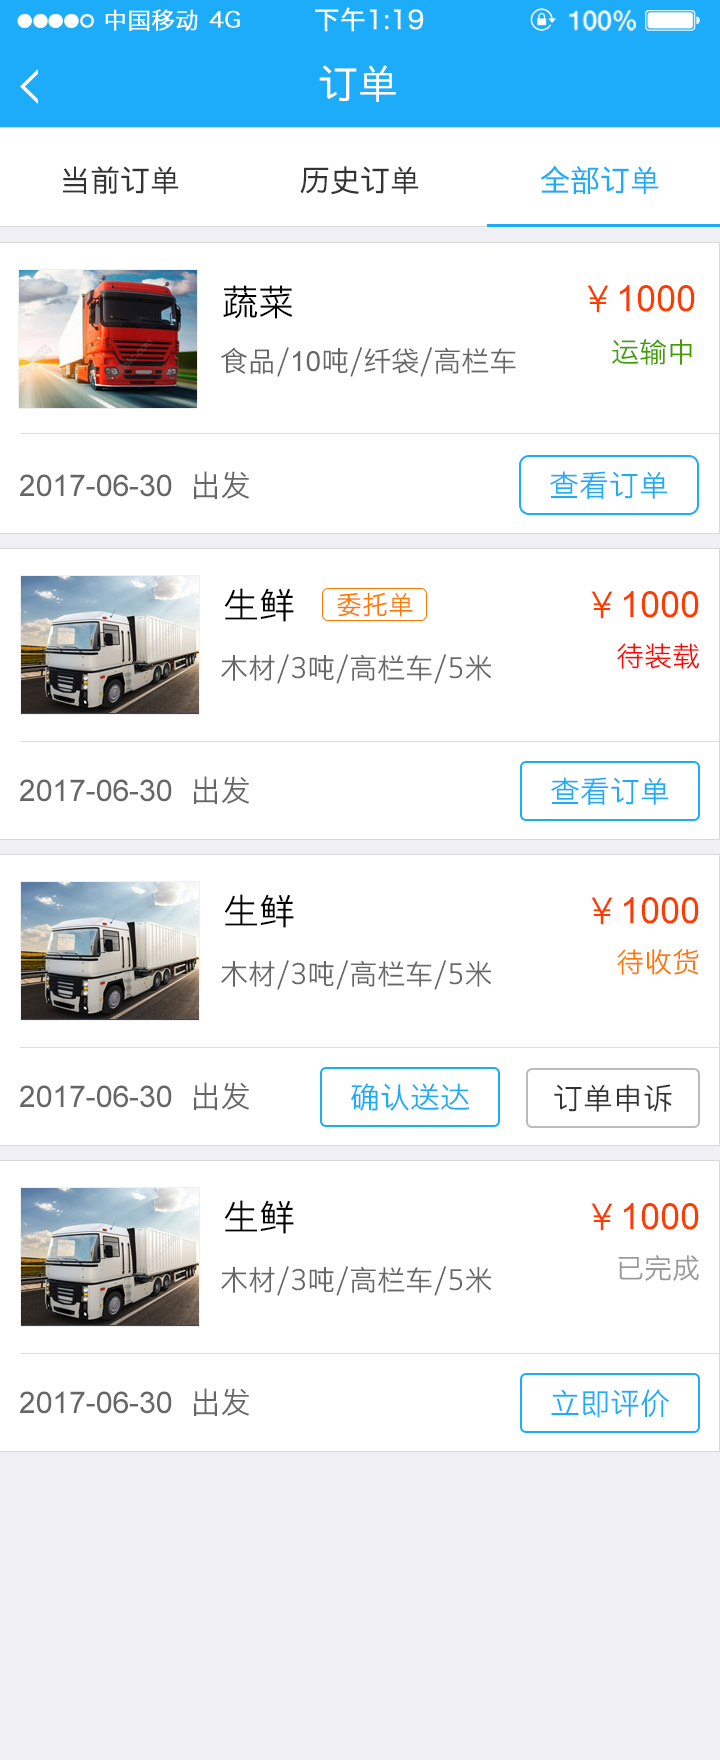 中国移动 4G 下午1:19 100%
订单
当前订单 历史订单 全部订单
蔬菜 ¥1000
食品/10吨/纤袋/高栏车 运输中
2017-06-30 出发 查看订单
生鲜 委托单 ¥1000
木材/3吨/高栏车/5米 待装载
2017-06-30 出发 查看订单
生鲜 ¥1000
木材/3吨/高栏车/5米 待收货
2017-06-30 出发 确认送达 订单申诉
生鲜 ¥1000
木材/3吨/高栏车/5米 已完成
2017-06-30 出发 立即评价